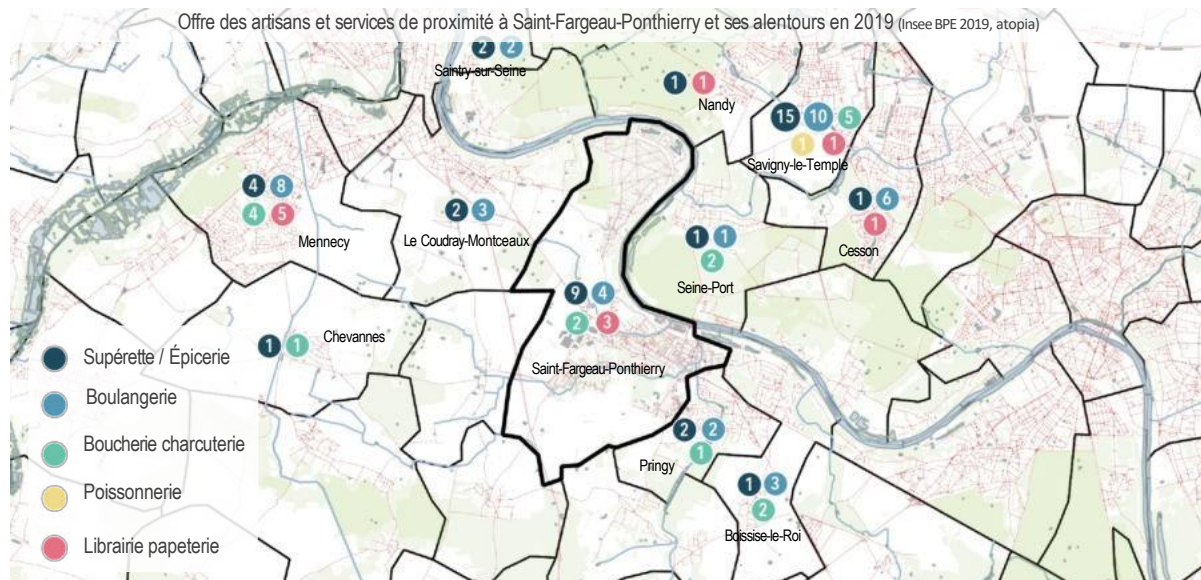 Offre des artisans et services de proximité à Saint-Fargeau-Ponthierry et ses alentours en 2019 (Insee BPE 2019, atopia)
2 2
Saintry-sur-Seine
1 1
Nandy
15 10 5
1 1
Savigny-le-Temple
4 8
4 5
Mennecy
2 3
Le Coudray-Montceaux
1 6
1
Cesson
1 1
2
Seine-Port
9 4
2 3
Saint-Fargeau-Ponthierry
1 1
Chevannes
2 2
1
Pringy
1 3
2
Boissise-le-Roi
Supérette / Épicerie
Boulangerie
Boucherie charcuterie
Poissonnerie
Librairie papeterie